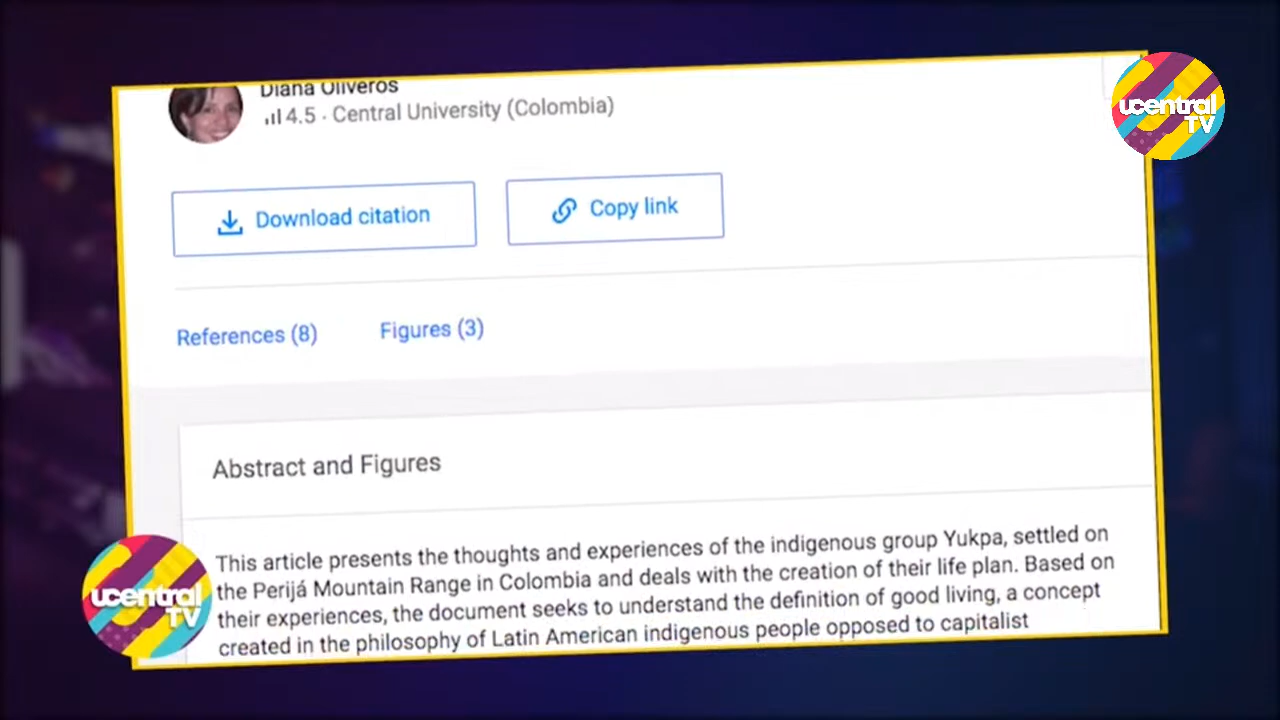 Diana Oliveros
4.5 · Central University (Colombia)
Download citation
Copy link
References (8)
Figures (3)
Abstract and Figures
This article presents the thoughts and experiences of the indigenous group Yukpa, settled on
the Perijá Mountain Range in Colombia and deals with the creation of their life plan. Based on
their experiences, the document seeks to understand the definition of good living, a concept
created in the philosophy of Latin American indigenous people opposed to capitalist
ucentral
TV
ucentral
TV